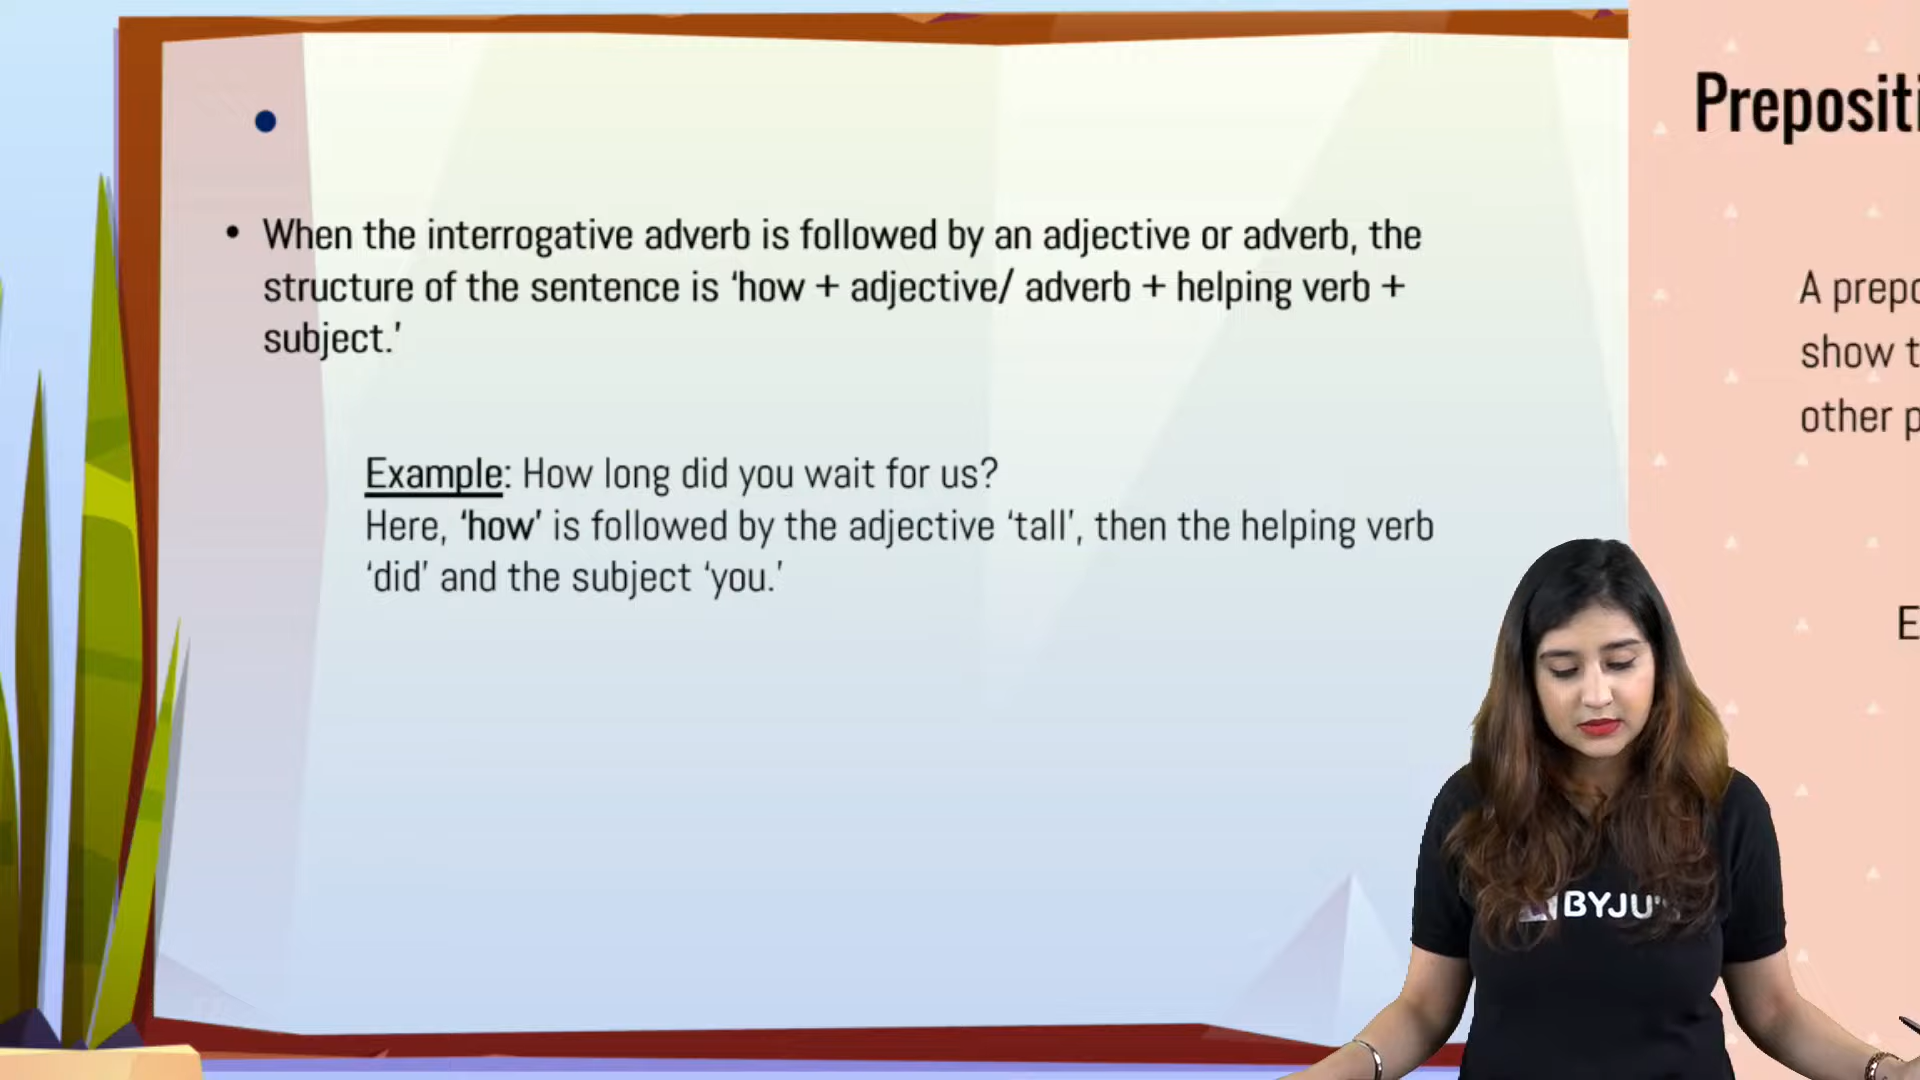 • When the interrogative adverb is followed by an adjective or adverb, the
structure of the sentence is ‘how + adjective/ adverb + helping verb +
subject.’
Example: How long did you wait for us?
Here, ‘how’ is followed by the adjective ‘tall’, then the helping verb
‘did’ and the subject ‘you.’
Prepositi
A prepo
show t
other p
E
BYJU'S